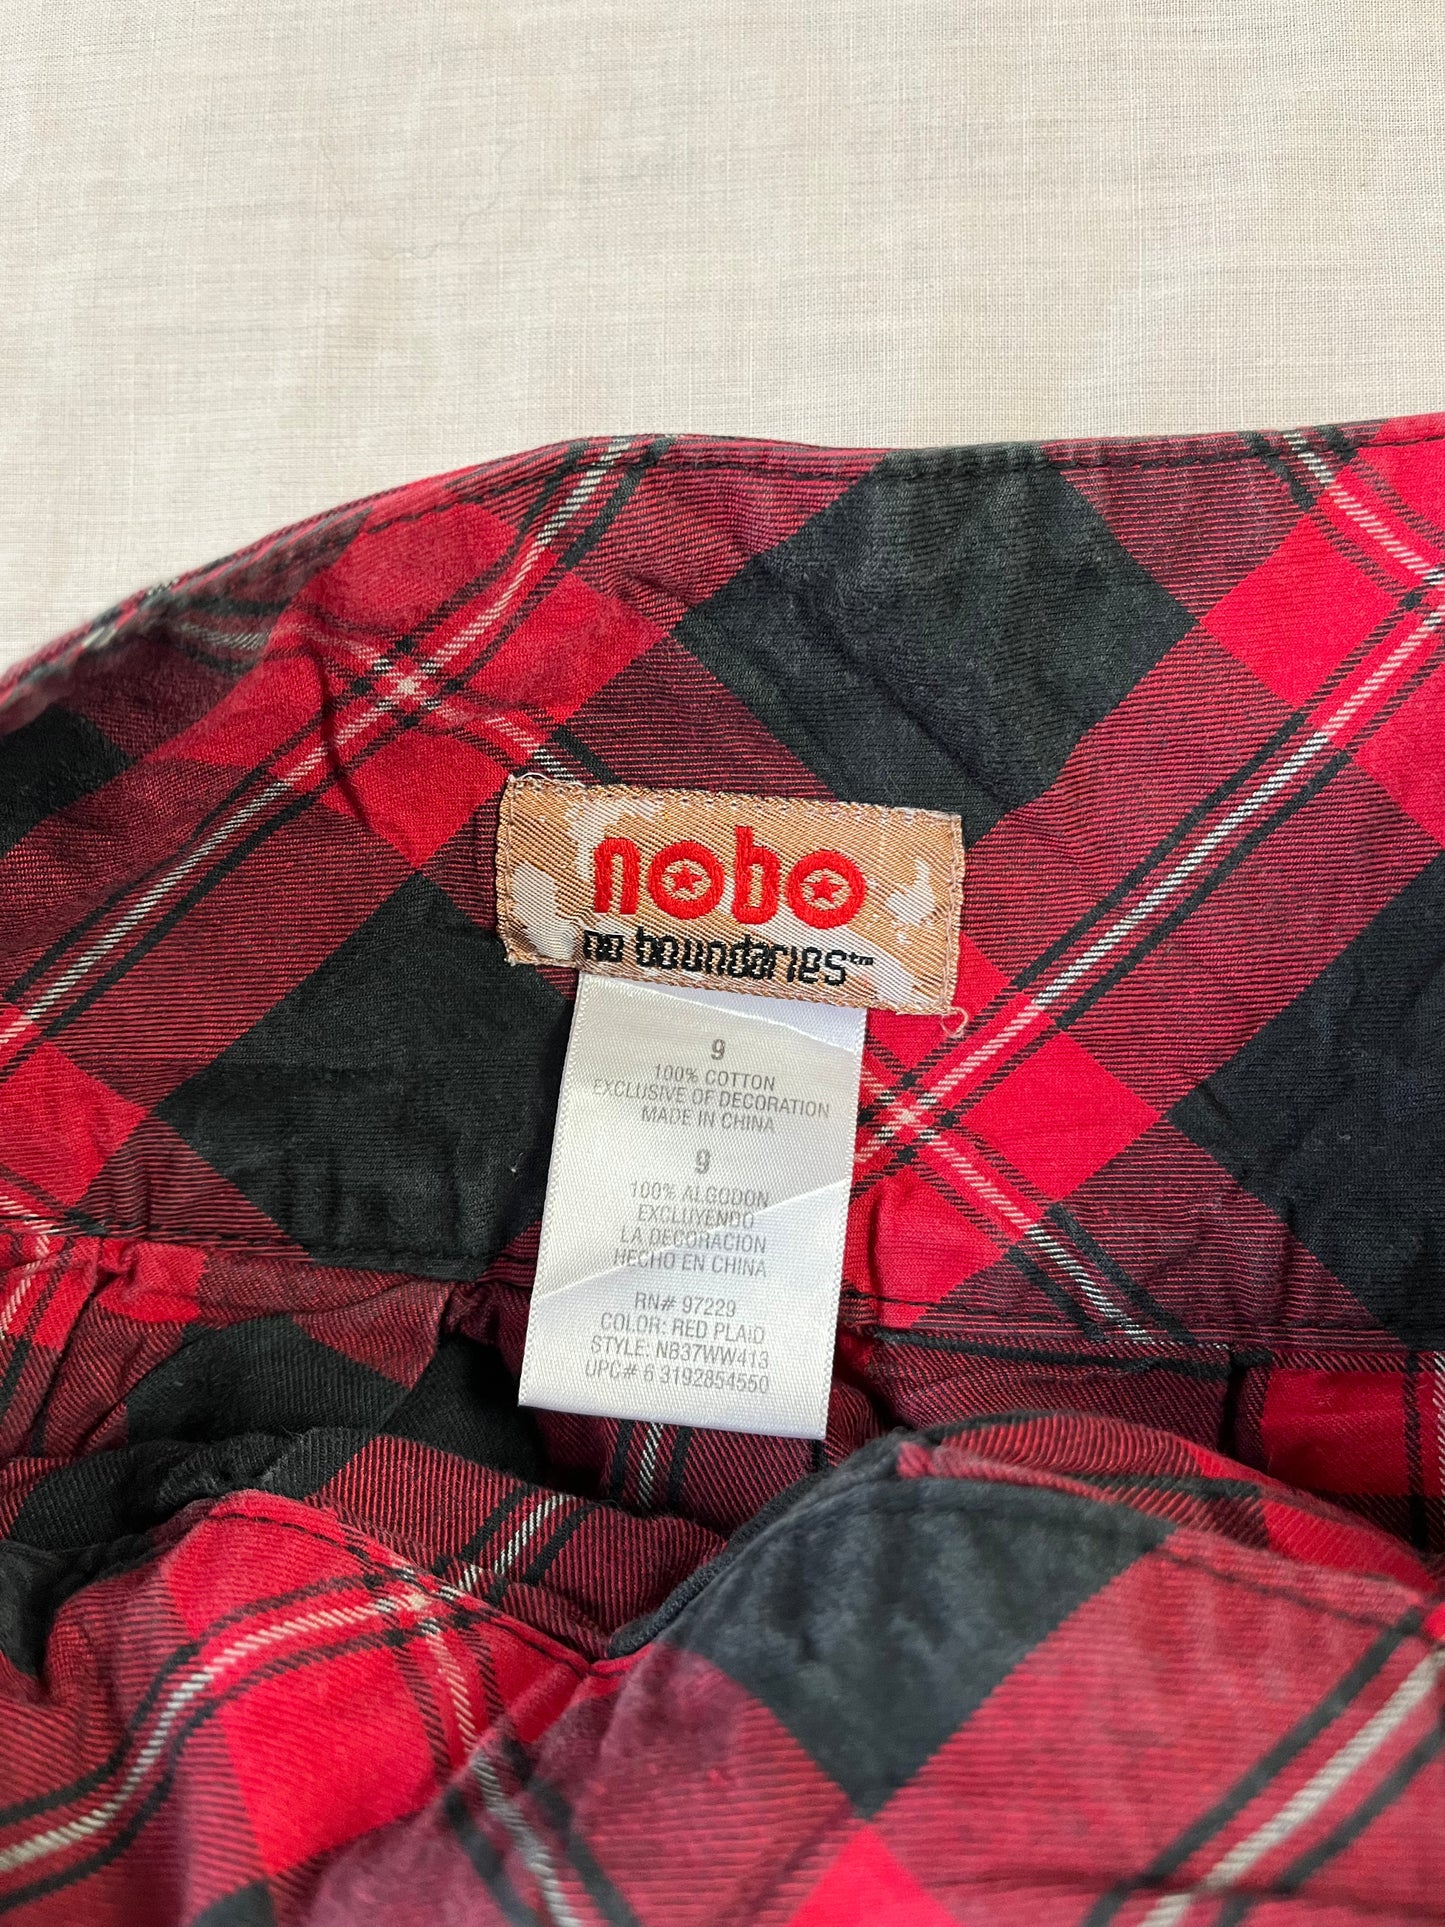 nobo
no boundaries™
9
100% COTTON
EXCLUSIVE OF DECORATION
MADE IN CHINA
9
100% ALGODON
EXCLUYENDO
LA DECORACION
HECHO EN CHINA
RN# 97229
COLOR: RED PLAID
STYLE: NB37WW413
UPC# 6 3192854550